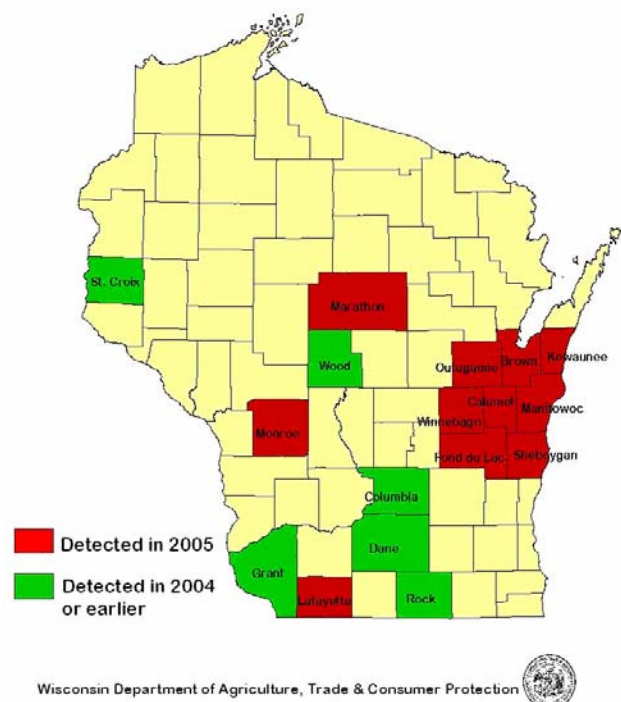 St. Croix
Marathon
Wood
Outagamie
Brown
Kewaunee
Calumet
Manitowoc
Winnebago
Monroe
Fond du Lac
Sheboygan
Columbia
Dane
Grant
Lafayette
Rock
Detected in 2005
Detected in 2004
or earlier
Wisconsin Department of Agriculture, Trade & Consumer Protection